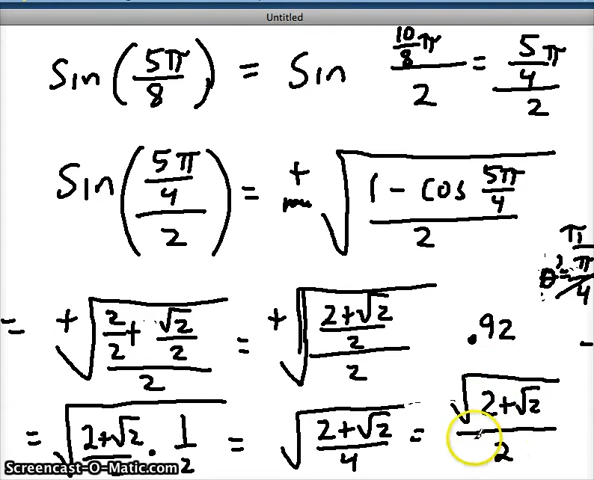 Untitled
sin(5π/8) = sin (10/8 π)/2 = (5/4 π)/2
sin((5π/4)/2) = + √((1 - cos 5π/4)/2)
π
θ' = π/4
= + √((2/2 + √2/2)/2) = + √(((2+√2)/2)/2) .92
= √((2+√2)/2 · 1/2) = √((2+√2)/4) = √(2+√2)/2
Screencast-O-Matic.com